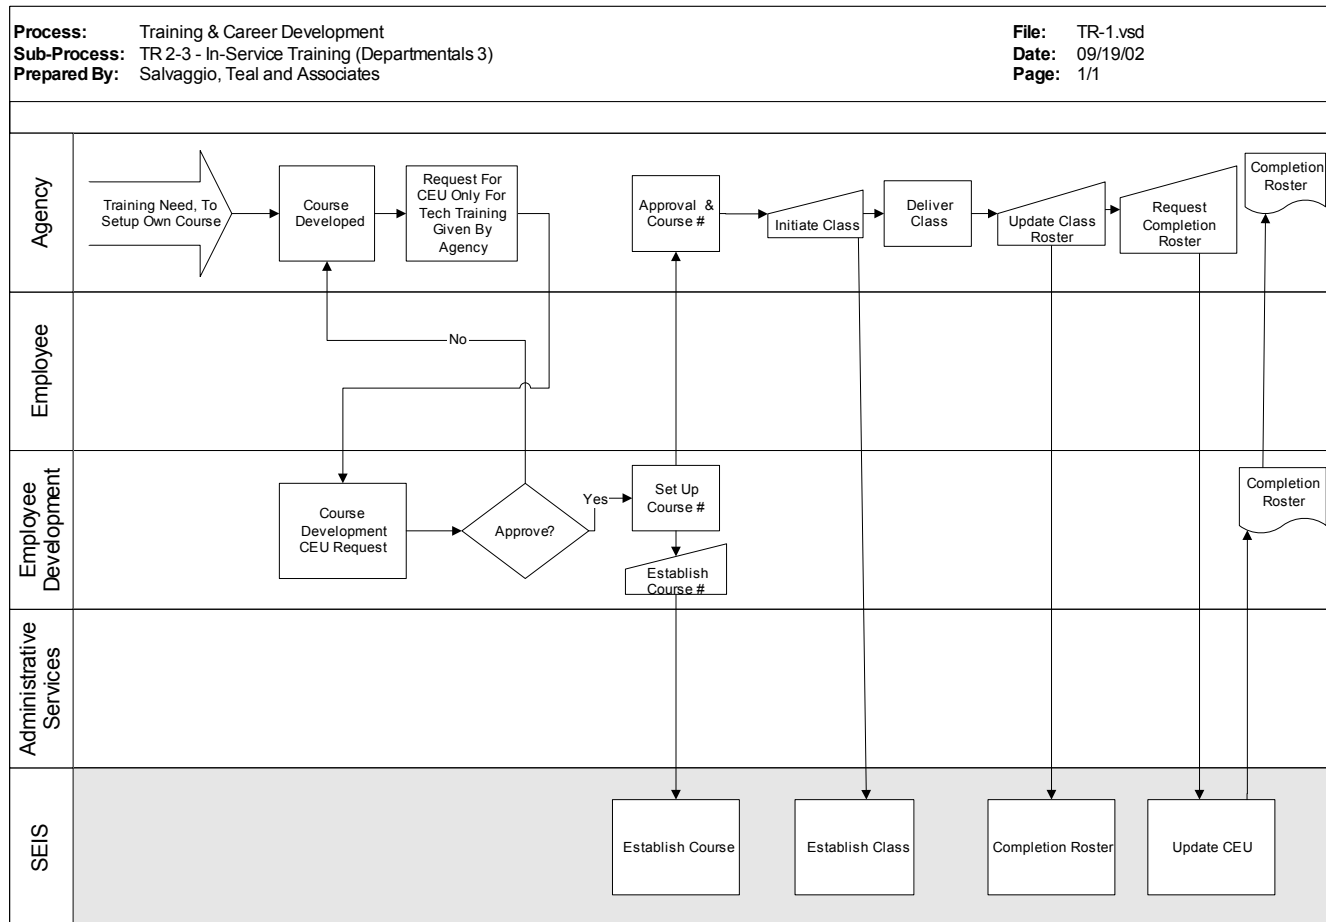 Process: Training & Career Development
Sub-Process: TR 2-3 - In-Service Training (Departmentals 3)
Prepared By: Salvaggio, Teal and Associates
File: TR-1.vsd
Date: 09/19/02
Page: 1/1
Agency
Training Need, To
Setup Own Course
Course
Developed
Request For
CEU Only For
Tech Training
Given By
Agency
Approval &
Course #
Initiate Class
Deliver
Class
Update Class
Roster
Request
Completion
Roster
Completion
Roster
Employee
No
Employee
Development
Course
Development
CEU Request
Approve?
Yes
Set Up
Course #
Establish
Course #
Completion
Roster
Administrative
Services
SEIS
Establish Course
Establish Class
Completion Roster
Update CEU